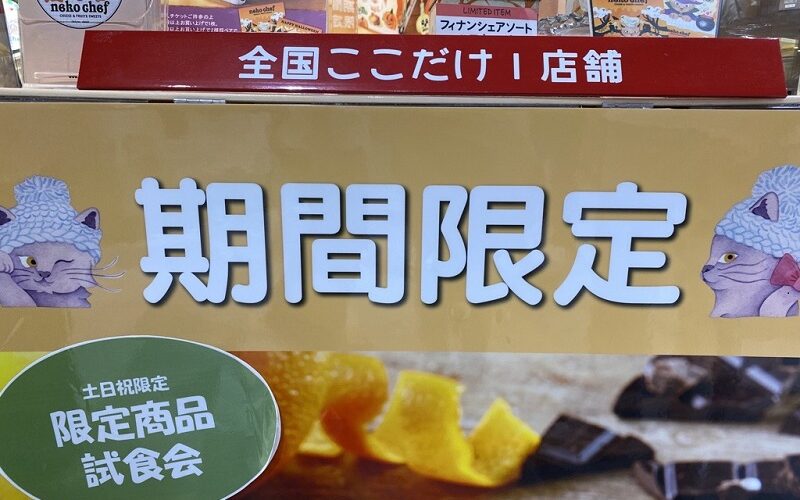 neko chef
LIMITED ITEM
フィナンシェアソート
全国ここだけ1店舗
期間限定
土日祝限定
限定商品
試食会